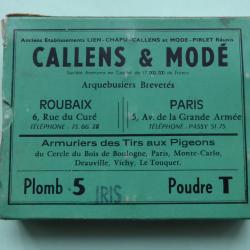 Anciens Etablissements LIEN - CHAPU - CALLENS et MODE - PIRLET Réunis
CALLENS & MODÉ
Société Anonyme au Capital de 17.000.000 de Francs
Arquebusiers Brevetés
ROUBAIX PARIS
6, Rue du Curé 5, Av. de la Grande Armée
TÉLÉPHONE : 75.66.38 TÉLÉPHONE : PASSY 51-75
Armuriers des Tirs aux Pigeons
du Cercle du Bois de Boulogne, Paris, Monte-Carlo,
Deauville, Vichy, Le Touquet.
Plomb 5 IRIS Poudre T